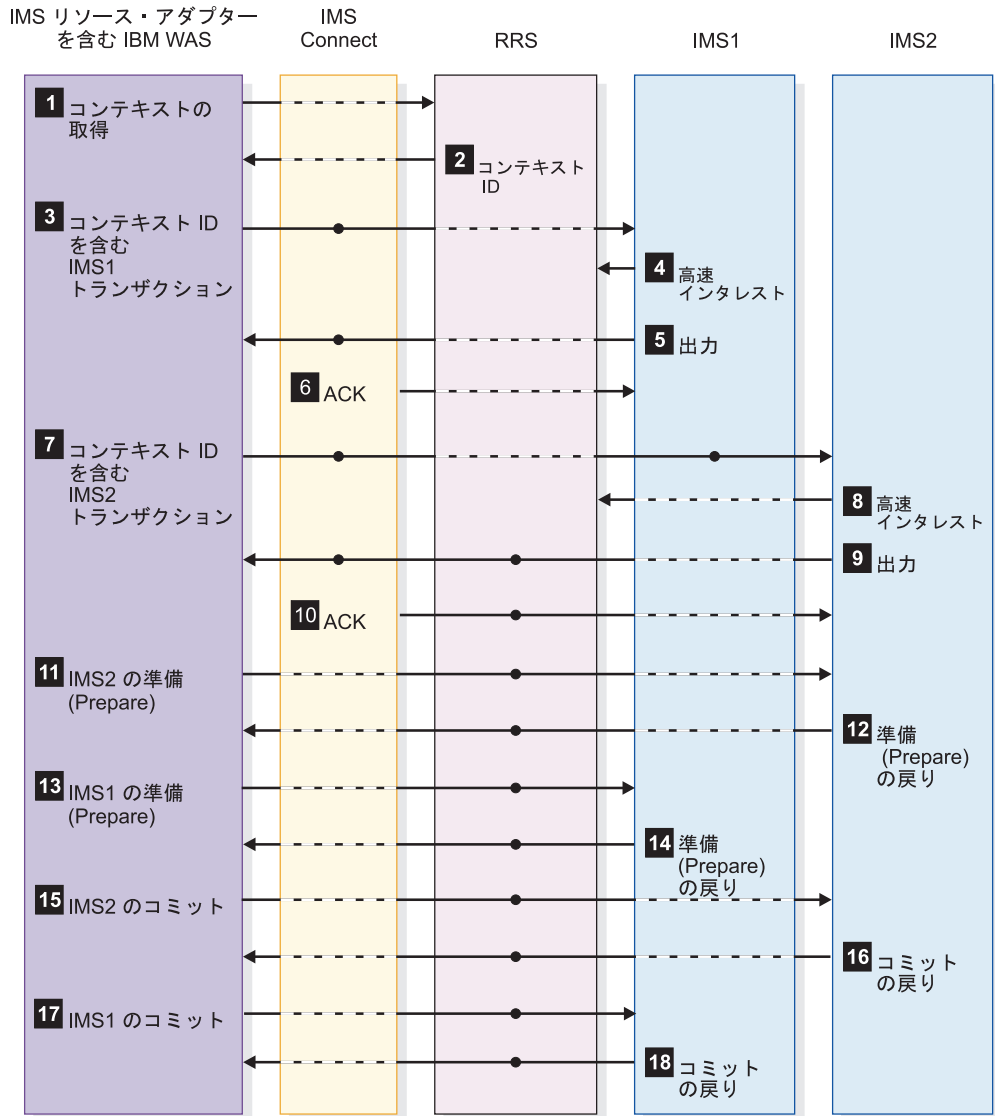 IMS リソース・アダプター
を含む IBM WAS
IMS
Connect
RRS
IMS1
IMS2
1 コンテキストの
取得
2 コンテキスト
ID
3 コンテキスト ID
を含む
IMS1
トランザクション
4 高速
インタレスト
5 出力
6 ACK
7 コンテキスト ID
を含む
IMS2
トランザクション
8 高速
インタレスト
9 出力
10 ACK
11 IMS2 の準備
(Prepare)
12 準備
(Prepare)
の戻り
13 IMS1 の準備
(Prepare)
14 準備
(Prepare)
の戻り
15 IMS2 のコミット
16 コミット
の戻り
17 IMS1 のコミット
18 コミット
の戻り